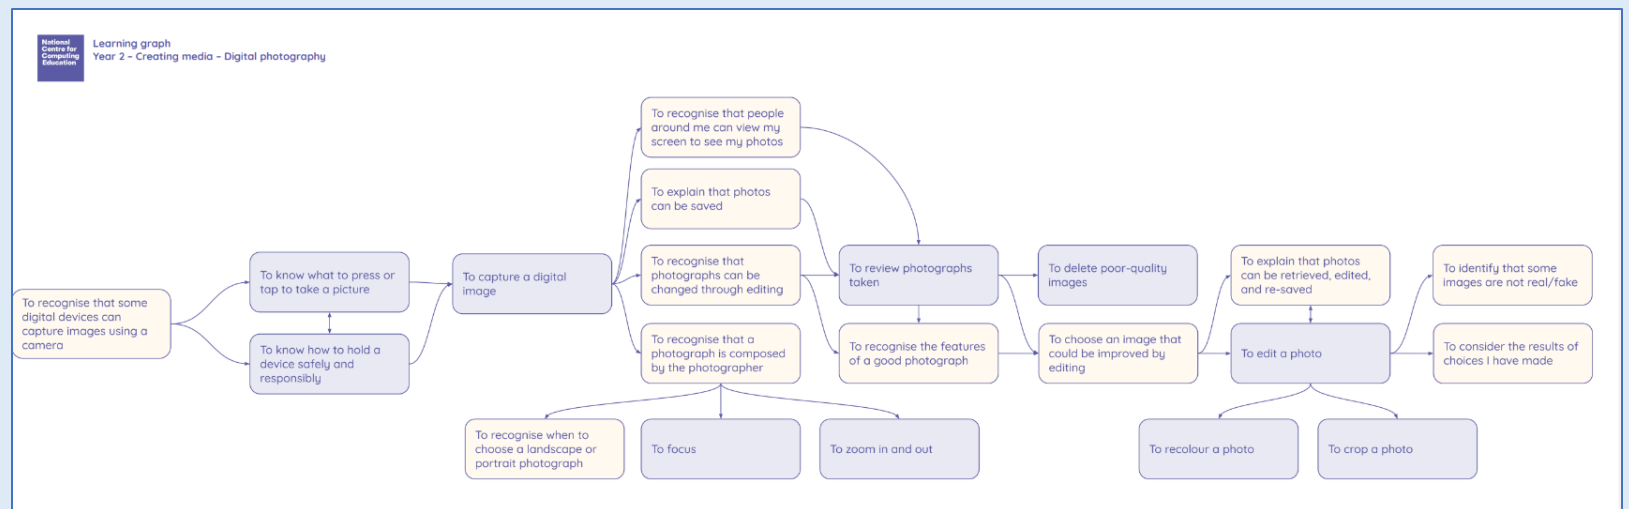 National
Centre for
Computing
Education
Learning graph
Year 2 – Creating media – Digital photography
To recognise that some
digital devices can
capture images using a
camera
To know what to press or
tap to take a picture
To know how to hold a
device safely and
responsibly
To capture a digital
image
To recognise that people
around me can view my
screen to see my photos
To explain that photos
can be saved
To recognise that
photographs can be
changed through editing
To recognise that a
photograph is composed
by the photographer
To recognise when to
choose a landscape or
portrait photograph
To focus
To zoom in and out
To review photographs
taken
To recognise the features
of a good photograph
To delete poor-quality
images
To choose an image that
could be improved by
editing
To explain that photos
can be retrieved, edited,
and re-saved
To edit a photo
To recolour a photo
To crop a photo
To identify that some
images are not real/fake
To consider the results of
choices I have made